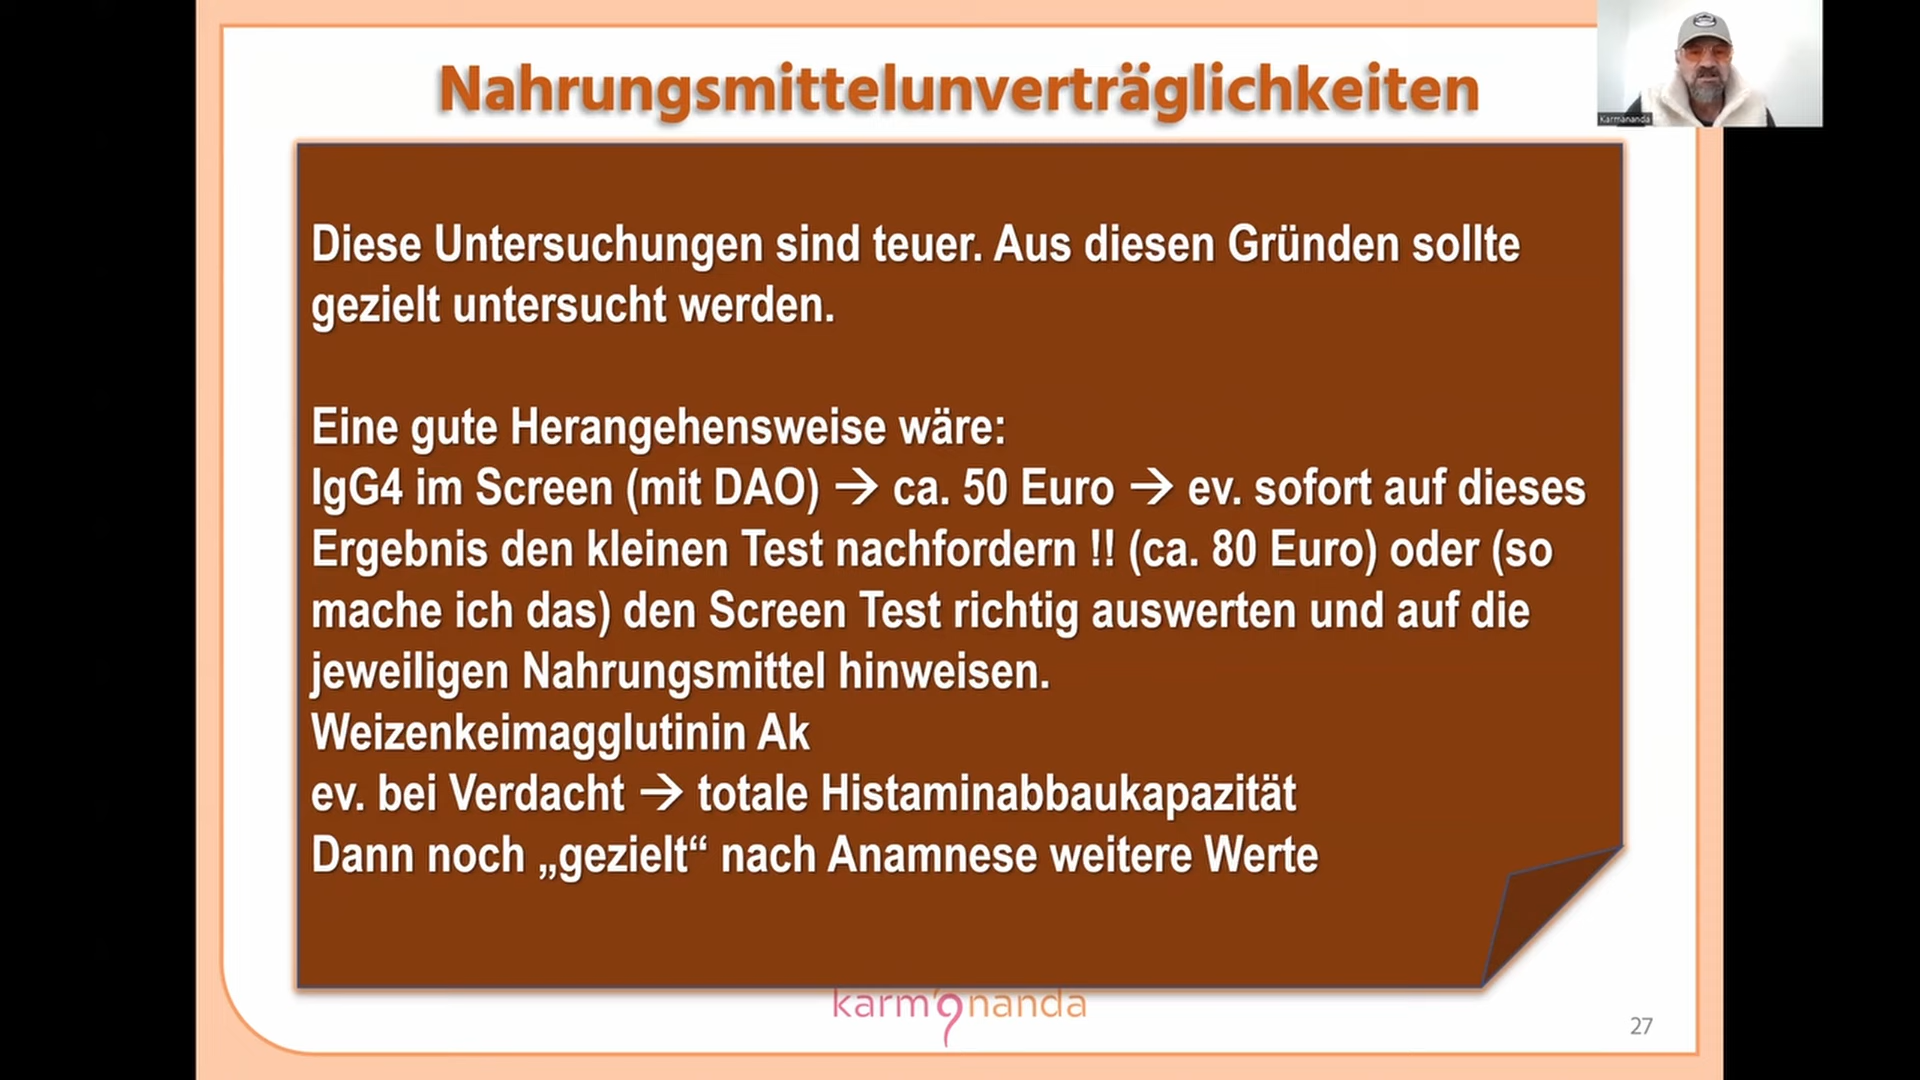 Nahrungsmittelunverträglichkeiten
Karmananda
Diese Untersuchungen sind teuer. Aus diesen Gründen sollte
gezielt untersucht werden.
Eine gute Herangehensweise wäre:
IgG4 im Screen (mit DAO) → ca. 50 Euro → ev. sofort auf dieses
Ergebnis den kleinen Test nachfordern !! (ca. 80 Euro) oder (so
mache ich das) den Screen Test richtig auswerten und auf die
jeweiligen Nahrungsmittel hinweisen.
Weizenkeimagglutinin Ak
ev. bei Verdacht → totale Histaminabbaukapazität
Dann noch „gezielt“ nach Anamnese weitere Werte
karmananda
27